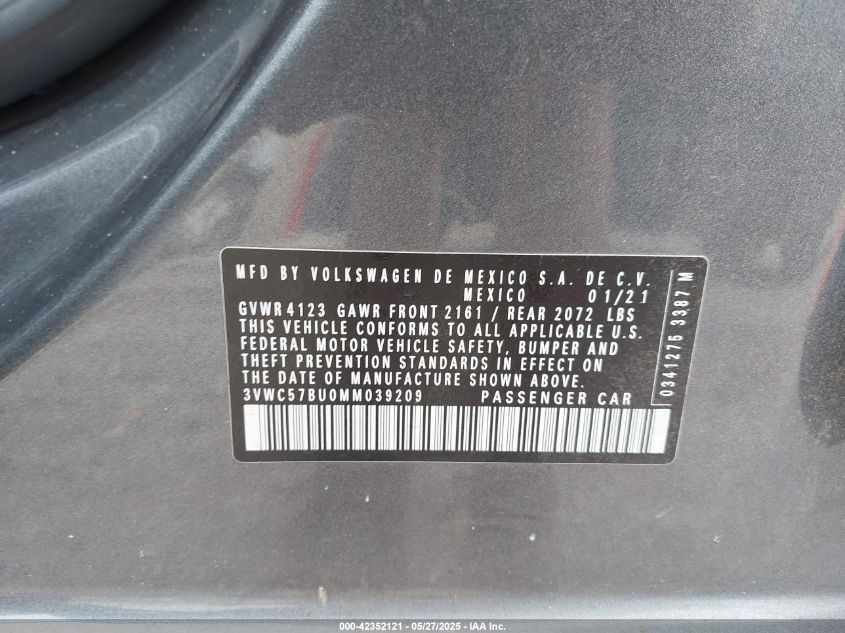 MFD BY VOLKSWAGEN DE MEXICO S.A. DE C.V.
MEXICO 01/21
GVWR 4123 GAWR FRONT 2161 / REAR 2072 LBS
THIS VEHICLE CONFORMS TO ALL APPLICABLE U.S.
FEDERAL MOTOR VEHICLE SAFETY, BUMPER AND
THEFT PREVENTION STANDARDS IN EFFECT ON
THE DATE OF MANUFACTURE SHOWN ABOVE.
3VWC57BU0MM039209 PASSENGER CAR
0341275 3387 M
000-42352121 - 05/27/2025 - IAA Inc.